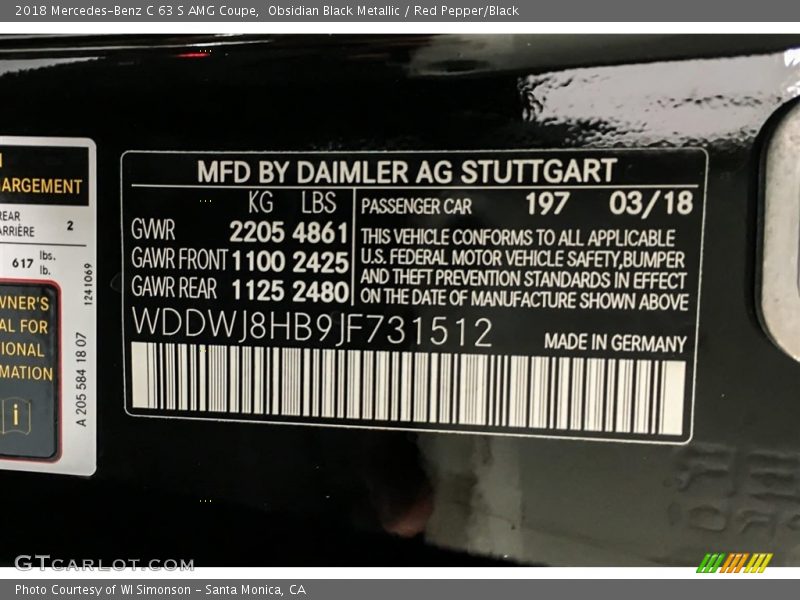 2018 Mercedes-Benz C 63 S AMG Coupe,  Obsidian Black Metallic / Red Pepper/Black
ARGEMENT
REAR
ARRIÈRE
2
617 lbs.
lb.
WNER'S
AL FOR
IONAL
MATION
i
1241069
A 205 584 18 07
MFD BY DAIMLER AG STUTTGART
KG LBS
GVWR 2205 4861
GAWR FRONT 1100 2425
GAWR REAR 1125 2480
PASSENGER CAR 197 03/18
THIS VEHICLE CONFORMS TO ALL APPLICABLE
U.S. FEDERAL MOTOR VEHICLE SAFETY,BUMPER
AND THEFT PREVENTION STANDARDS IN EFFECT
ON THE DATE OF MANUFACTURE SHOWN ABOVE
WDDWJ8HB9JF731512
MADE IN GERMANY
GTCARLOT.COM
Photo Courtesy of WI Simonson - Santa Monica, CA